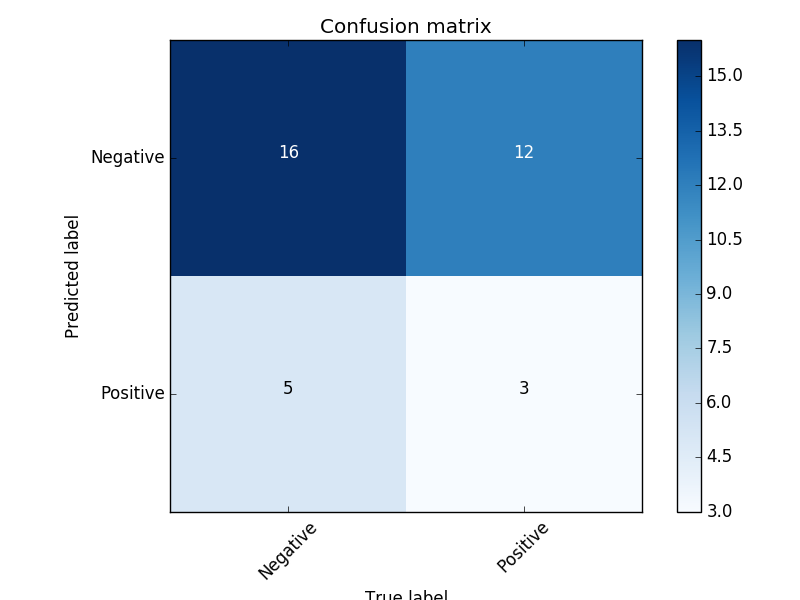 Confusion matrix
Negative
16
12
Predicted label
Positive
5
3
Negative
Positive
True label
15.0
13.5
12.0
10.5
9.0
7.5
6.0
4.5
3.0